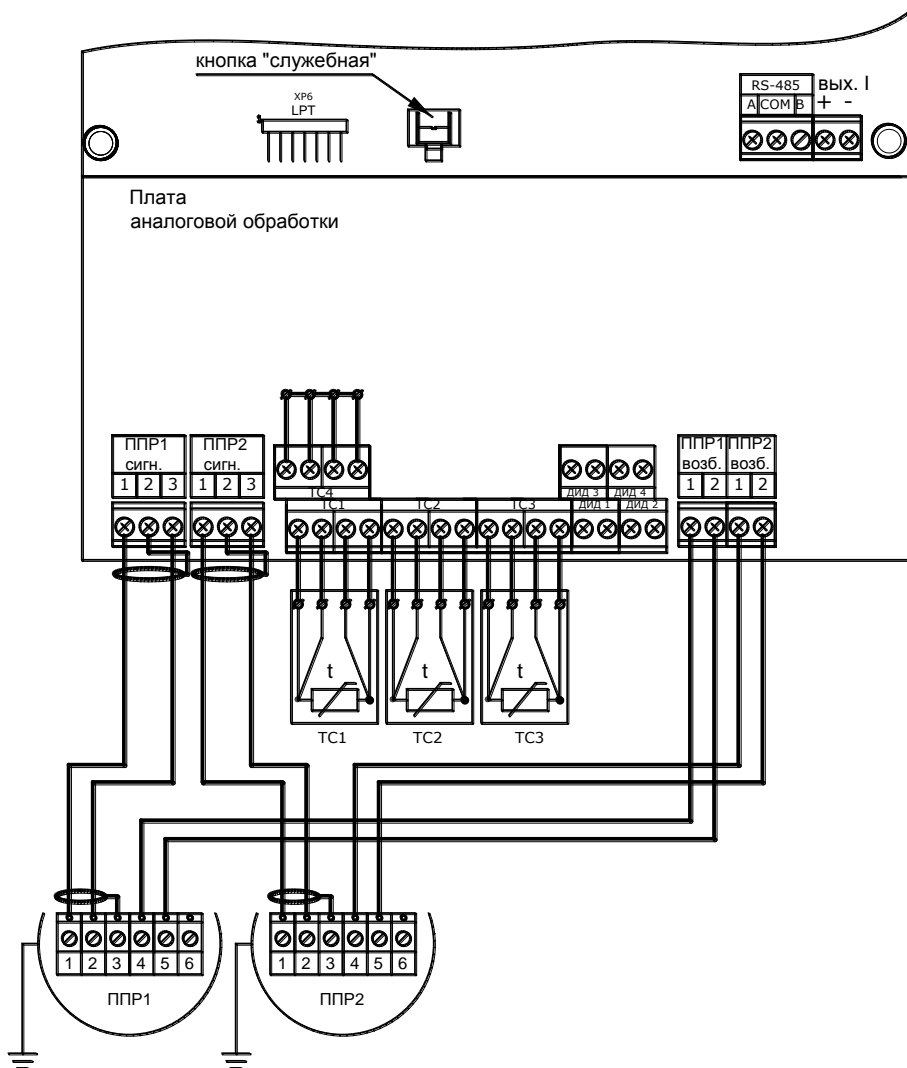 кнопка "служебная"
XP6
LPT
RS-485 вых. I
A COM B + -
Плата
аналоговой обработки
ППР1 ППР2 ППР1 ППР2
сигн. сигн. возб. возб.
1 2 3 1 2 3 1 2 1 2
ТС4 ДИД 3 ДИД 4
ТС1 ТС2 ТС3 ДИД 1 ДИД 2
t t t
ТС1 ТС2 ТС3
1 2 3 4 5 6 1 2 3 4 5 6
ППР1 ППР2